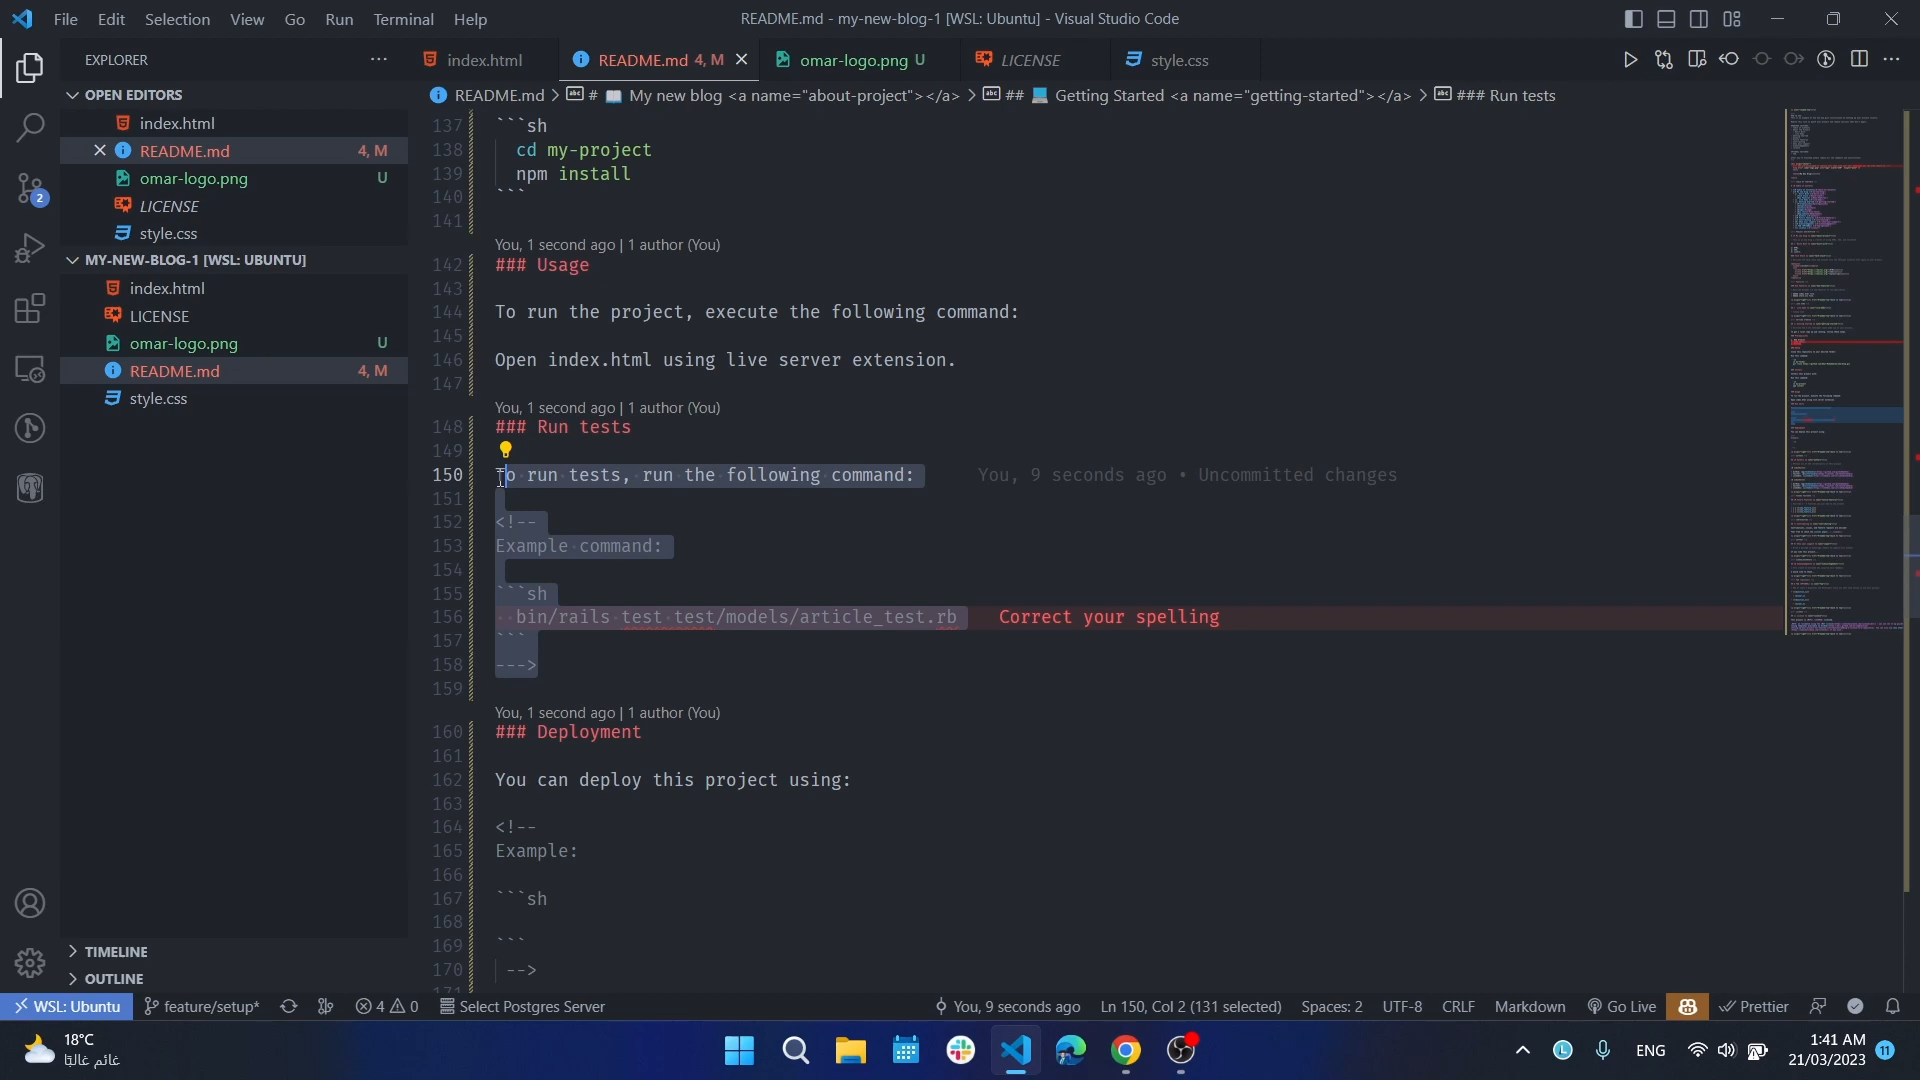 File Edit Selection View Go Run Terminal Help
README.md - my-new-blog-1 [WSL: Ubuntu] - Visual Studio Code
EXPLORER
index.html
README.md 4, M
omar-logo.png U
LICENSE
style.css
OPEN EDITORS
index.html
README.md 4, M
omar-logo.png U
LICENSE
style.css
MY-NEW-BLOG-1 [WSL: UBUNTU]
index.html
LICENSE
omar-logo.png U
README.md 4, M
style.css
TIMELINE
OUTLINE
2
README.md > # 📖 My new blog <a name="about-project"></a> > ## 💻 Getting Started <a name="getting-started"></a> > ### Run tests
137 ```sh
138 cd my-project
139 npm install
140 ```
141
You, 1 second ago | 1 author (You)
142 ### Usage
143
144 To run the project, execute the following command:
145
146 Open index.html using live server extension.
147
You, 1 second ago | 1 author (You)
148 ### Run tests
149
150 To run tests, run the following command: You, 9 seconds ago • Uncommitted changes
151
152 <!--
153 Example command:
154
155 ```sh
156 bin/rails test test/models/article_test.rb Correct your spelling
157 ```
158 --->
159
You, 1 second ago | 1 author (You)
160 ### Deployment
161
162 You can deploy this project using:
163
164 <!--
165 Example:
166
167 ```sh
168
169 ```
170 -->
171
WSL: Ubuntu feature/setup* 4 0 Select Postgres Server You, 9 seconds ago Ln 150, Col 2 (131 selected) Spaces: 2 UTF-8 CRLF Markdown Go Live Prettier
18°C
غائم غالبًا
ENG
1:41 AM
21/03/2023
11